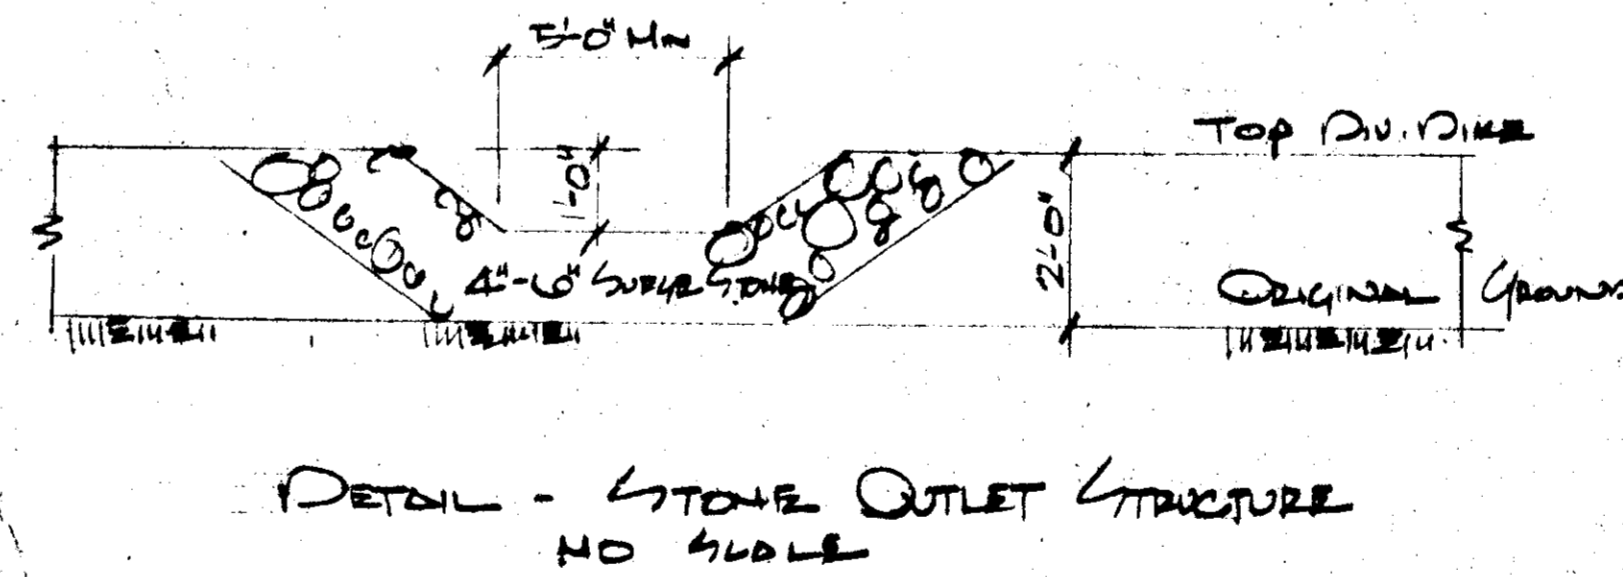 5'-0" MIN
TOP DIV. DIKE
1'-0"
2'-0"
4"-6" SURGE STONE
ORIGINAL GROUND
DETAIL - STONE OUTLET STRUCTURE
NO SCALE